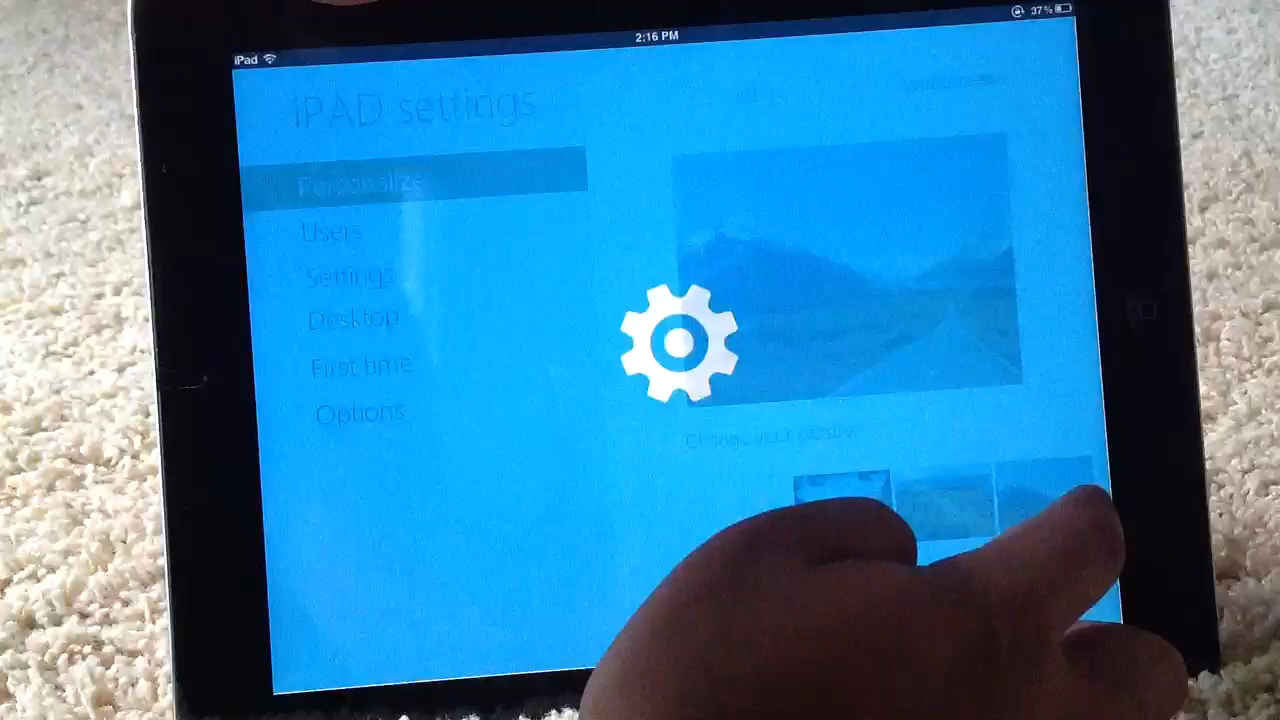 iPad
2:16 PM
37%
iPAD settings
Personalize
Users
Settings
Desktop
First time
Options
Change your picture